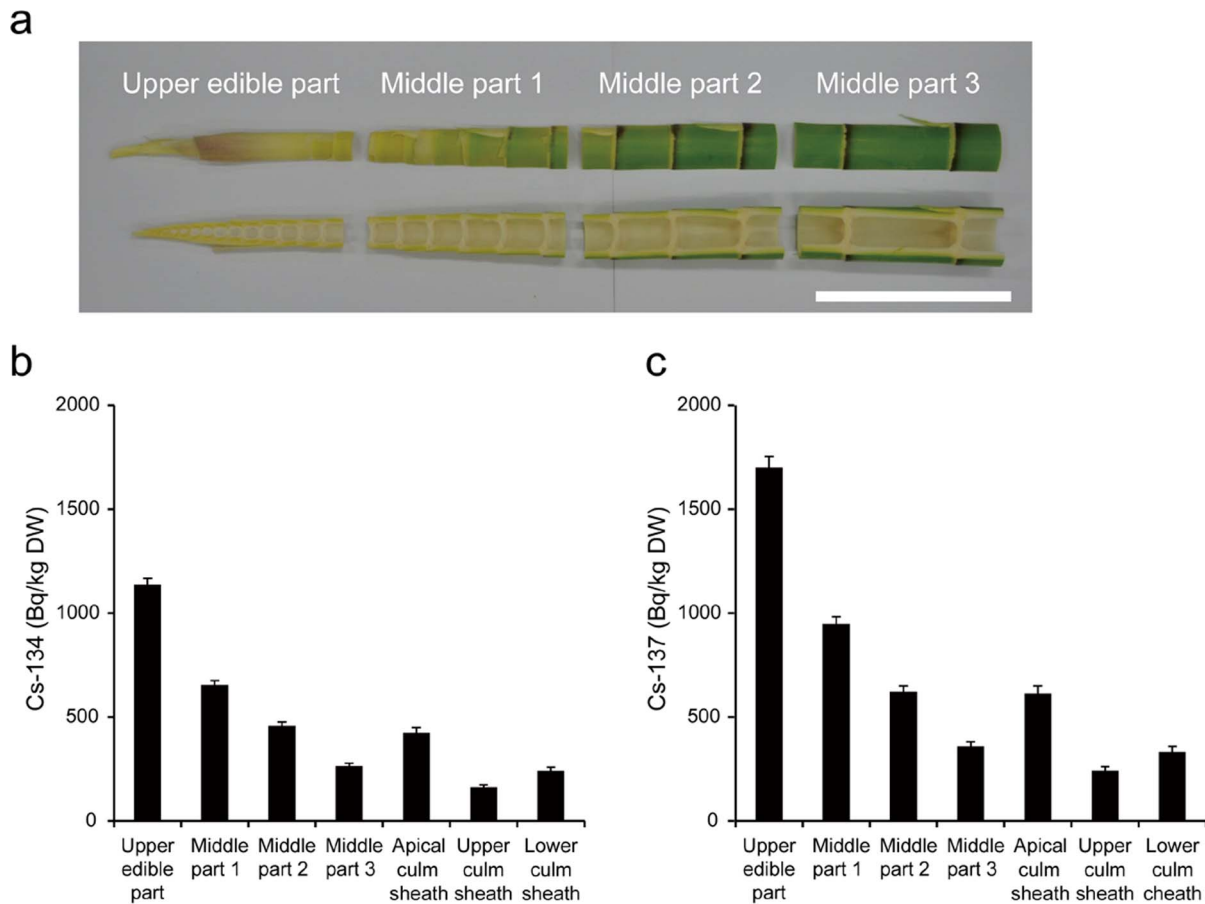 a
Upper edible part Middle part 1 Middle part 2 Middle part 3
b
2000
1500
1000
500
0
Cs-134 (Bq/kg DW)
Upper edible part
Middle part 1
Middle part 2
Middle part 3
Apical culm sheath
Upper culm sheath
Lower culm sheath
c
2000
1500
1000
500
0
Cs-137 (Bq/kg DW)
Upper edible part
Middle part 1
Middle part 2
Middle part 3
Apical culm sheath
Upper culm sheath
Lower culm cheath